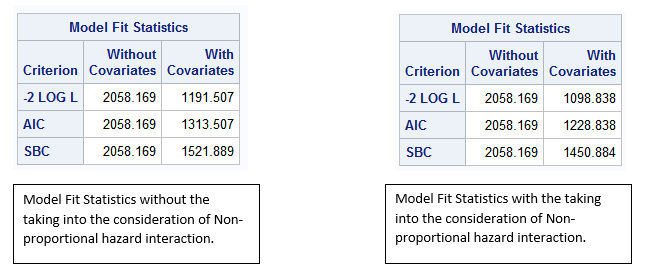 Model Fit Statistics
Without With
Criterion Covariates Covariates
-2 LOG L 2058.169 1191.507
AIC 2058.169 1313.507
SBC 2058.169 1521.889
Model Fit Statistics without the
taking into the consideration of Non-
proportional hazard interaction.
Model Fit Statistics
Without With
Criterion Covariates Covariates
-2 LOG L 2058.169 1098.838
AIC 2058.169 1228.838
SBC 2058.169 1450.884
Model Fit Statistics with the taking
into the consideration of Non-
proportional hazard interaction.